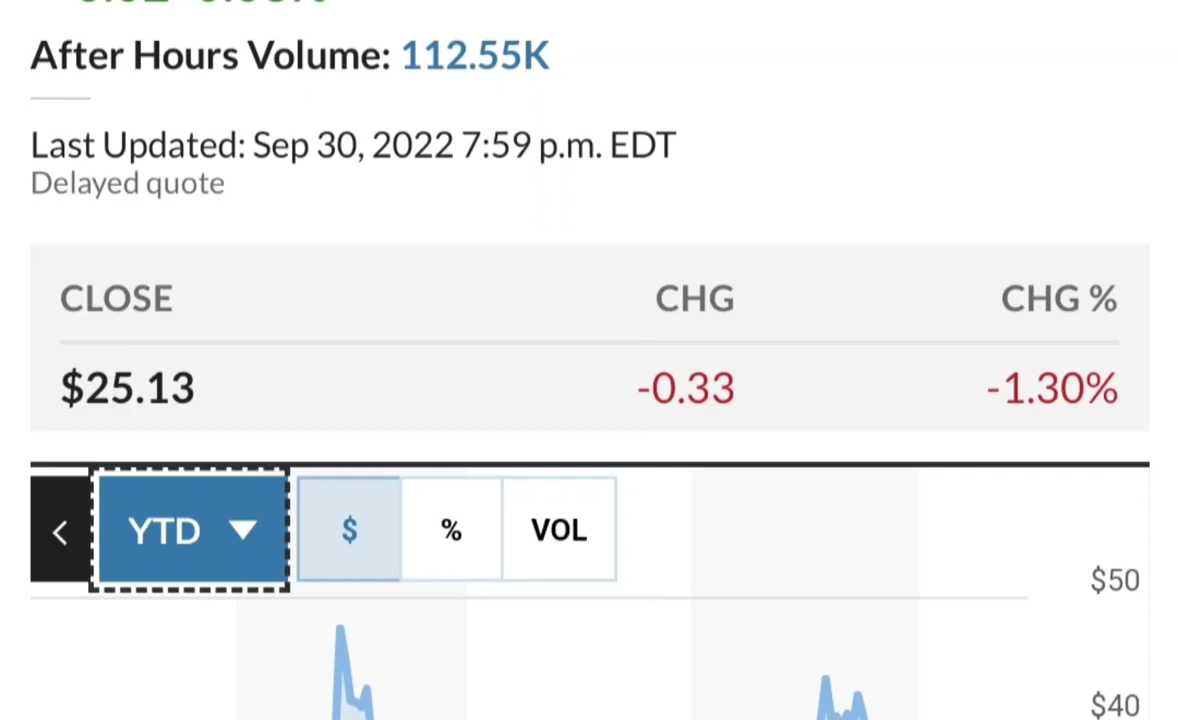 After Hours Volume: 112.55K
Last Updated: Sep 30, 2022 7:59 p.m. EDT
Delayed quote
CLOSE CHG CHG %
$25.13 -0.33 -1.30%
YTD $ % VOL
$50
$40